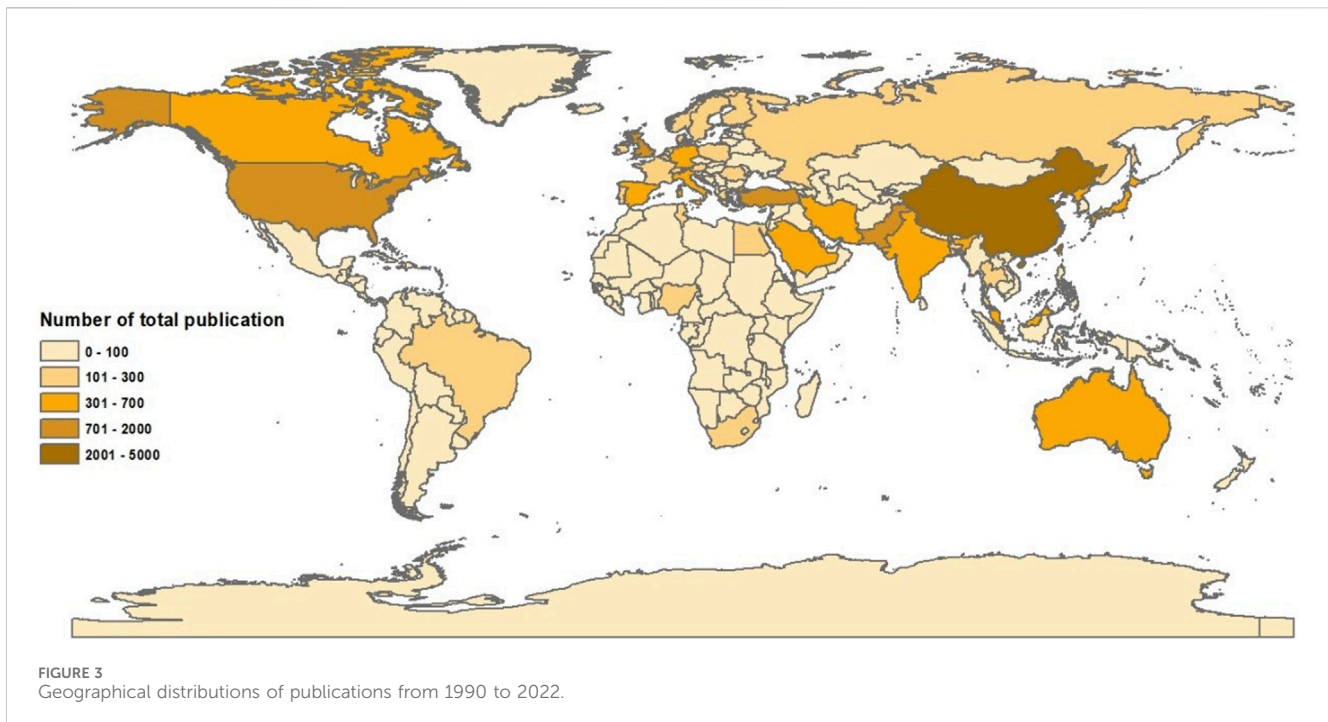 Number of total publication
0 - 100
101 - 300
301 - 700
701 - 2000
2001 - 5000
FIGURE 3
Geographical distributions of publications from 1990 to 2022.